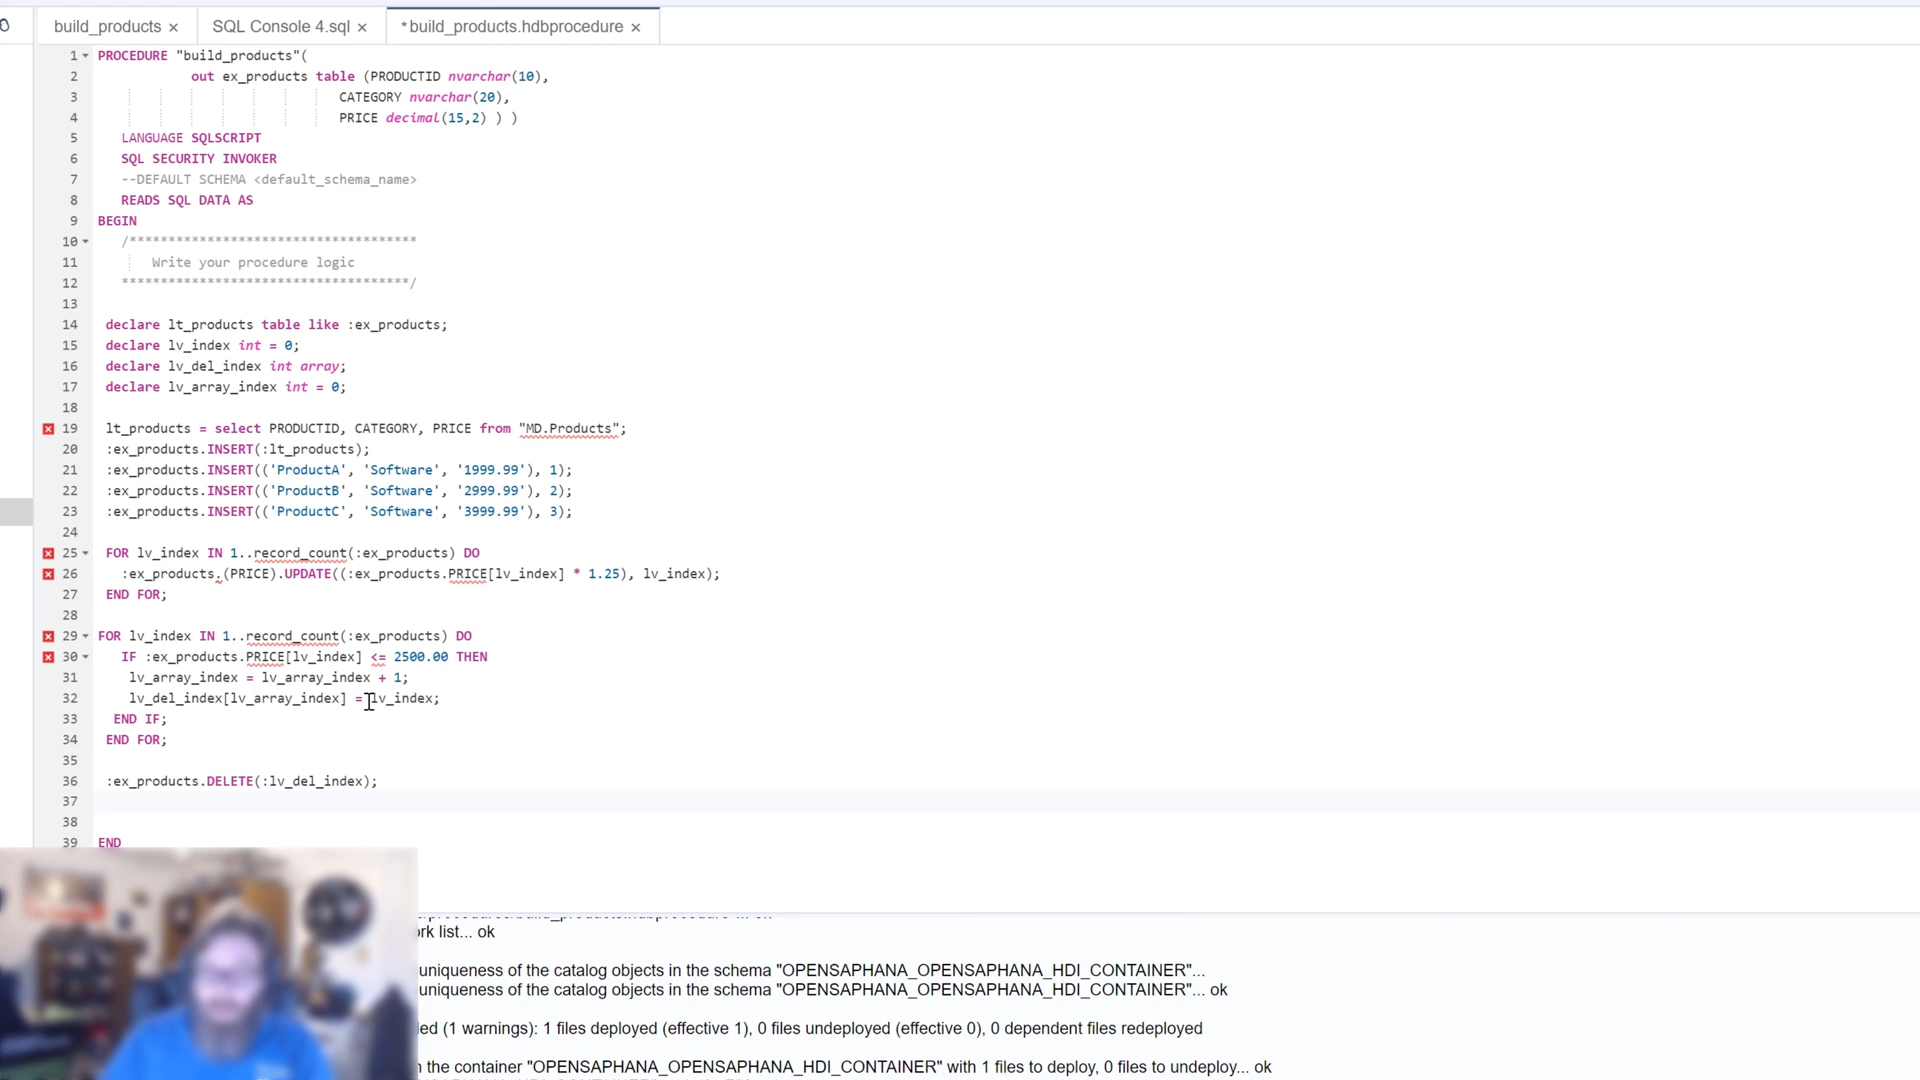 build_products × SQL Console 4.sql × *build_products.hdbprocedure ×
1 PROCEDURE "build_products"(
2 out ex_products table (PRODUCTID nvarchar(10),
3 CATEGORY nvarchar(20),
4 PRICE decimal(15,2) ) )
5 LANGUAGE SQLSCRIPT
6 SQL SECURITY INVOKER
7 --DEFAULT SCHEMA <default_schema_name>
8 READS SQL DATA AS
9 BEGIN
10 /*************************************
11 Write your procedure logic
12 *************************************/
13
14 declare lt_products table like :ex_products;
15 declare lv_index int = 0;
16 declare lv_del_index int array;
17 declare lv_array_index int = 0;
18
19 lt_products = select PRODUCTID, CATEGORY, PRICE from "MD.Products";
20 :ex_products.INSERT(:lt_products);
21 :ex_products.INSERT(('ProductA', 'Software', '1999.99'), 1);
22 :ex_products.INSERT(('ProductB', 'Software', '2999.99'), 2);
23 :ex_products.INSERT(('ProductC', 'Software', '3999.99'), 3);
24
25 FOR lv_index IN 1..record_count(:ex_products) DO
26 :ex_products.(PRICE).UPDATE((:ex_products.PRICE[lv_index] * 1.25), lv_index);
27 END FOR;
28
29 FOR lv_index IN 1..record_count(:ex_products) DO
30 IF :ex_products.PRICE[lv_index] <= 2500.00 THEN
31 lv_array_index = lv_array_index + 1;
32 lv_del_index[lv_array_index] = lv_index;
33 END IF;
34 END FOR;
35
36 :ex_products.DELETE(:lv_del_index);
37
38
39 END
rk list... ok
uniqueness of the catalog objects in the schema "OPENSAPHANA_OPENSAPHANA_HDI_CONTAINER"...
uniqueness of the catalog objects in the schema "OPENSAPHANA_OPENSAPHANA_HDI_CONTAINER"... ok
led (1 warnings): 1 files deployed (effective 1), 0 files undeployed (effective 0), 0 dependent files redeployed
the container "OPENSAPHANA_OPENSAPHANA_HDI_CONTAINER" with 1 files to deploy, 0 files to undeploy... ok